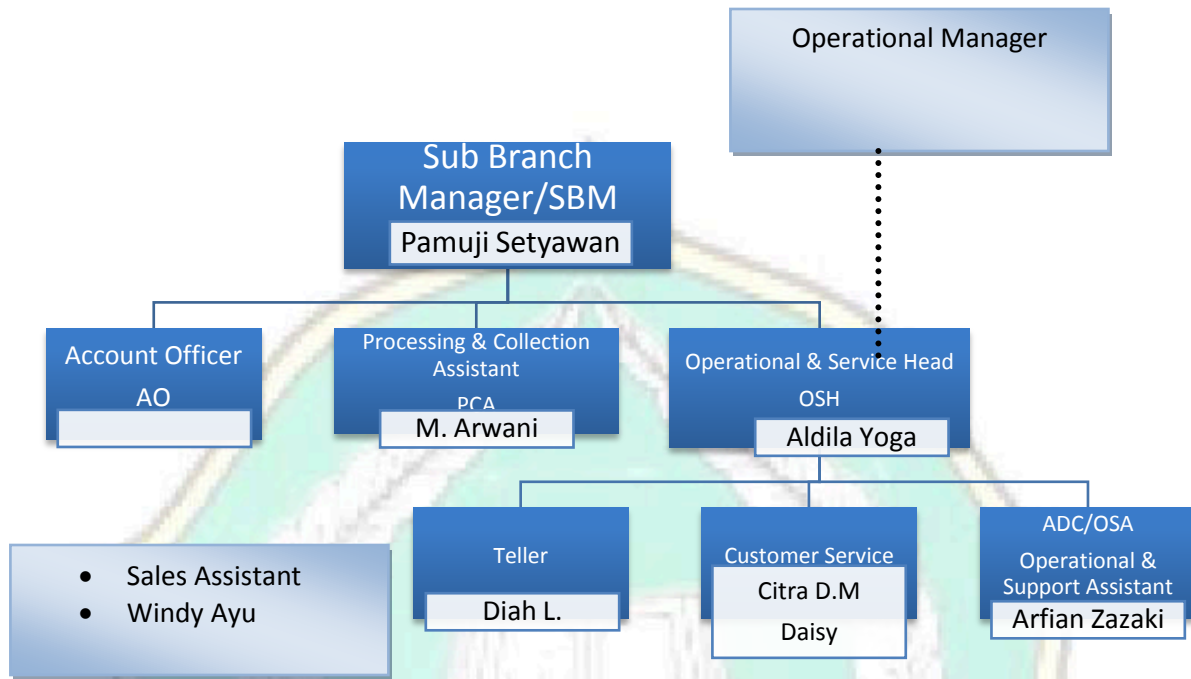 Operational Manager
Sub Branch
Manager/SBM
Pamuji Setyawan
Account Officer
AO
Processing & Collection
Assistant
PCA
M. Arwani
Operational & Service Head
OSH
Aldila Yoga
Teller
Diah L.
Customer Service
Citra D.M
Daisy
ADC/OSA
Operational &
Support Assistant
Arfian Zazaki
• Sales Assistant
• Windy Ayu